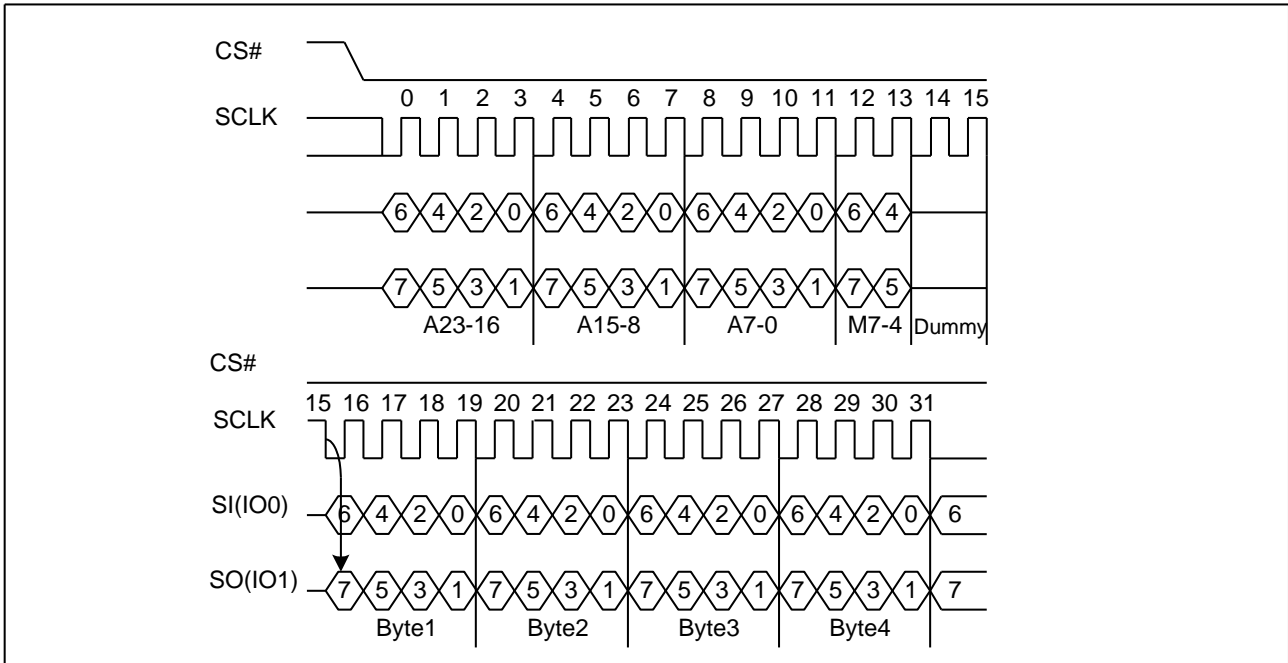 CS#
0 1 2 3 4 5 6 7 8 9 10 11 12 13 14 15
SCLK
6 4 2 0 6 4 2 0 6 4 2 0 6 4
7 5 3 1 7 5 3 1 7 5 3 1 7 5
A23-16 A15-8 A7-0 M7-4 Dummy
CS#
15 16 17 18 19 20 21 22 23 24 25 26 27 28 29 30 31
SCLK
SI(IO0) 6 4 2 0 6 4 2 0 6 4 2 0 6 4 2 0 6
SO(IO1) 7 5 3 1 7 5 3 1 7 5 3 1 7 5 3 1 7
Byte1 Byte2 Byte3 Byte4